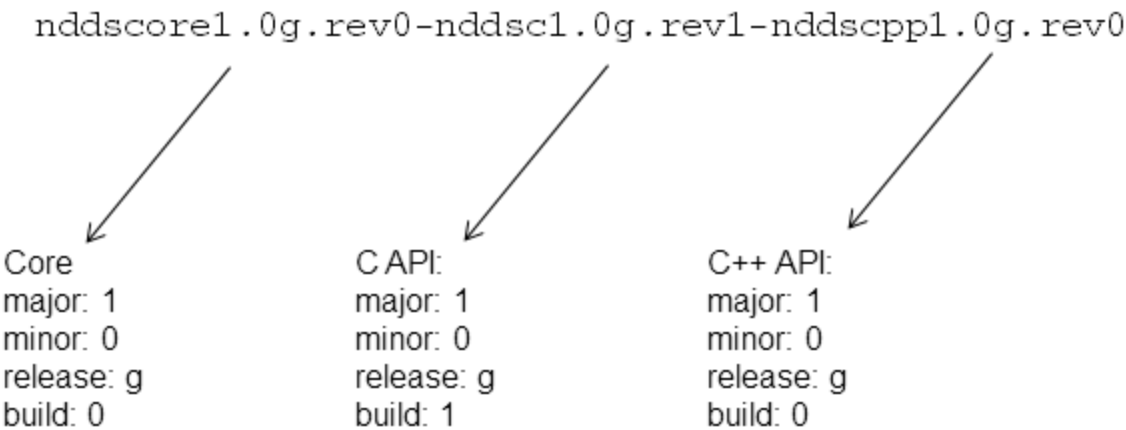 nddscore1.0g.rev0-nddsc1.0g.rev1-nddscpp1.0g.rev0
Core
major: 1
minor: 0
release: g
build: 0
C API:
major: 1
minor: 0
release: g
build: 1
C++ API:
major: 1
minor: 0
release: g
build: 0